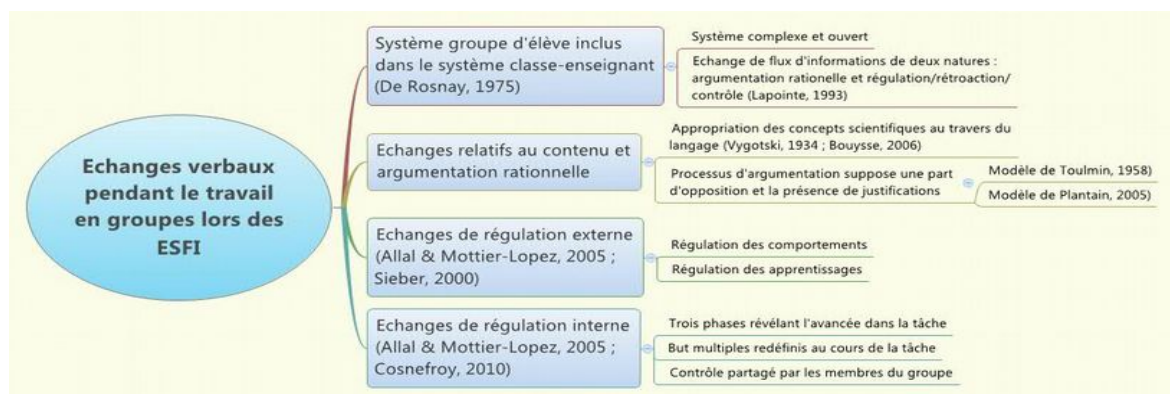 Echanges verbaux
pendant le travail
en groupes lors des
ESFI
Système groupe d'élève inclus
dans le système classe-enseignant
(De Rosnay, 1975)
Système complexe et ouvert
Echange de flux d'informations de deux natures :
argumentation rationelle et régulation/rétroaction/
contrôle (Lapointe, 1993)
Echanges relatifs au contenu et
argumentation rationnelle
Appropriation des concepts scientifiques au travers du
langage (Vygotski, 1934 ; Bouysse, 2006)
Processus d'argumentation suppose une part
d'opposition et la présence de justifications
Modèle de Toulmin, 1958)
Modèle de Plantain, 2005)
Echanges de régulation externe
(Allal & Mottier-Lopez, 2005 ;
Sieber, 2000)
Régulation des comportements
Régulation des apprentissages
Echanges de régulation interne
(Allal & Mottier-Lopez, 2005 ;
Cosnefroy, 2010)
Trois phases révélant l'avancée dans la tâche
But multiples redéfinis au cours de la tâche
Contrôle partagé par les membres du groupe